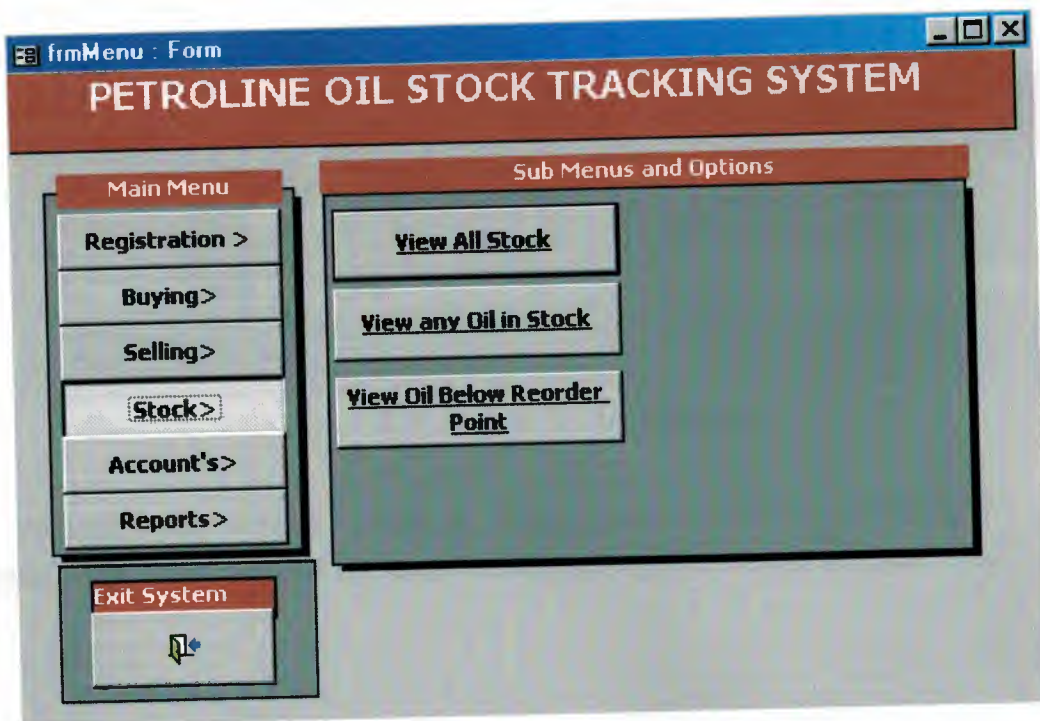 frmMenu : Form
PETROLINE OIL STOCK TRACKING SYSTEM
Main Menu
Registration >
Buying>
Selling>
Stock>
Account's>
Reports>
Exit System
Sub Menus and Options
View All Stock
View any Oil in Stock
View Oil Below Reorder
Point